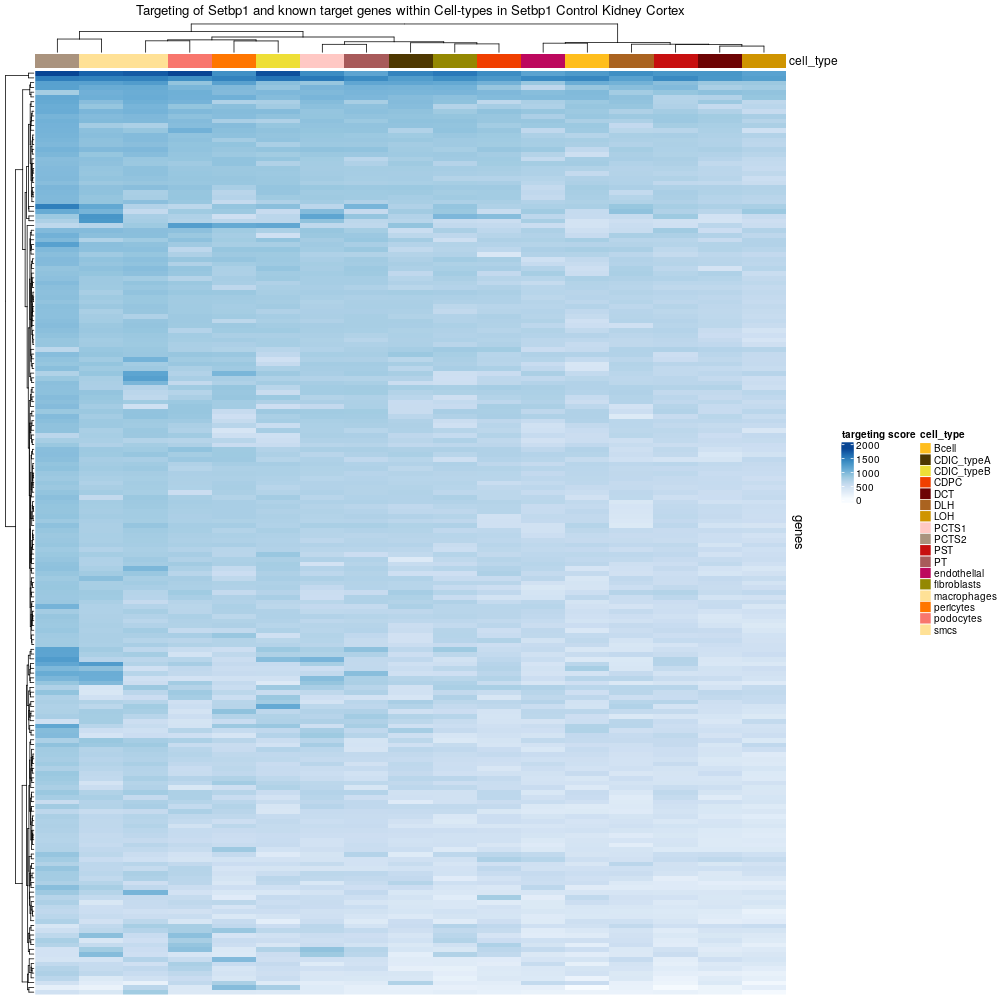 Targeting of Setbp1 and known target genes within Cell-types in Setbp1 Control Kidney Cortex
cell_type
targeting score
2000
1500
1000
500
0
cell_type
Bcell
CDIC_typeA
CDIC_typeB
CDPC
DCT
DLH
LOH
PCTS1
PCTS2
PST
PT
endothelial
fibroblasts
macrophages
pericytes
podocytes
smcs
genes